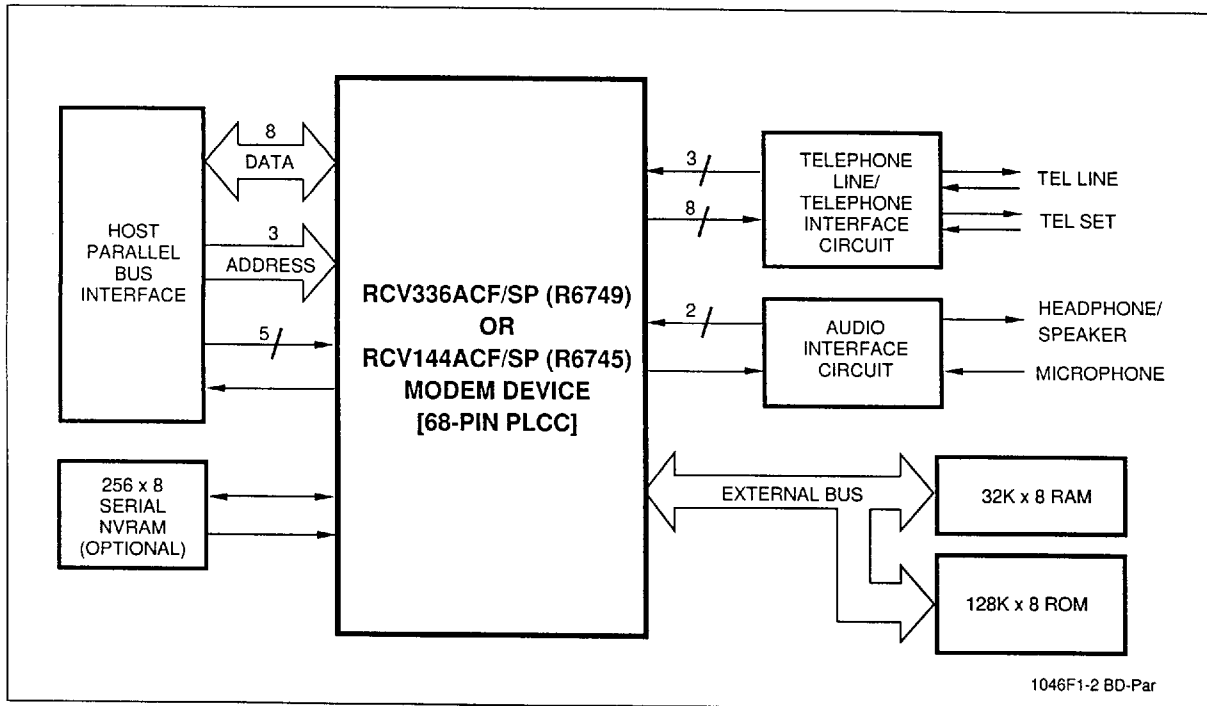 HOST
PARALLEL
BUS
INTERFACE
8
DATA
3
ADDRESS
5
256 x 8
SERIAL
NVRAM
(OPTIONAL)
RCV336ACF/SP (R6749)
OR
RCV144ACF/SP (R6745)
MODEM DEVICE
[68-PIN PLCC]
3
8
TELEPHONE
LINE/
TELEPHONE
INTERFACE
CIRCUIT
TEL LINE
TEL SET
2
AUDIO
INTERFACE
CIRCUIT
HEADPHONE/
SPEAKER
MICROPHONE
EXTERNAL BUS
32K x 8 RAM
128K x 8 ROM
1046F1-2 BD-Par